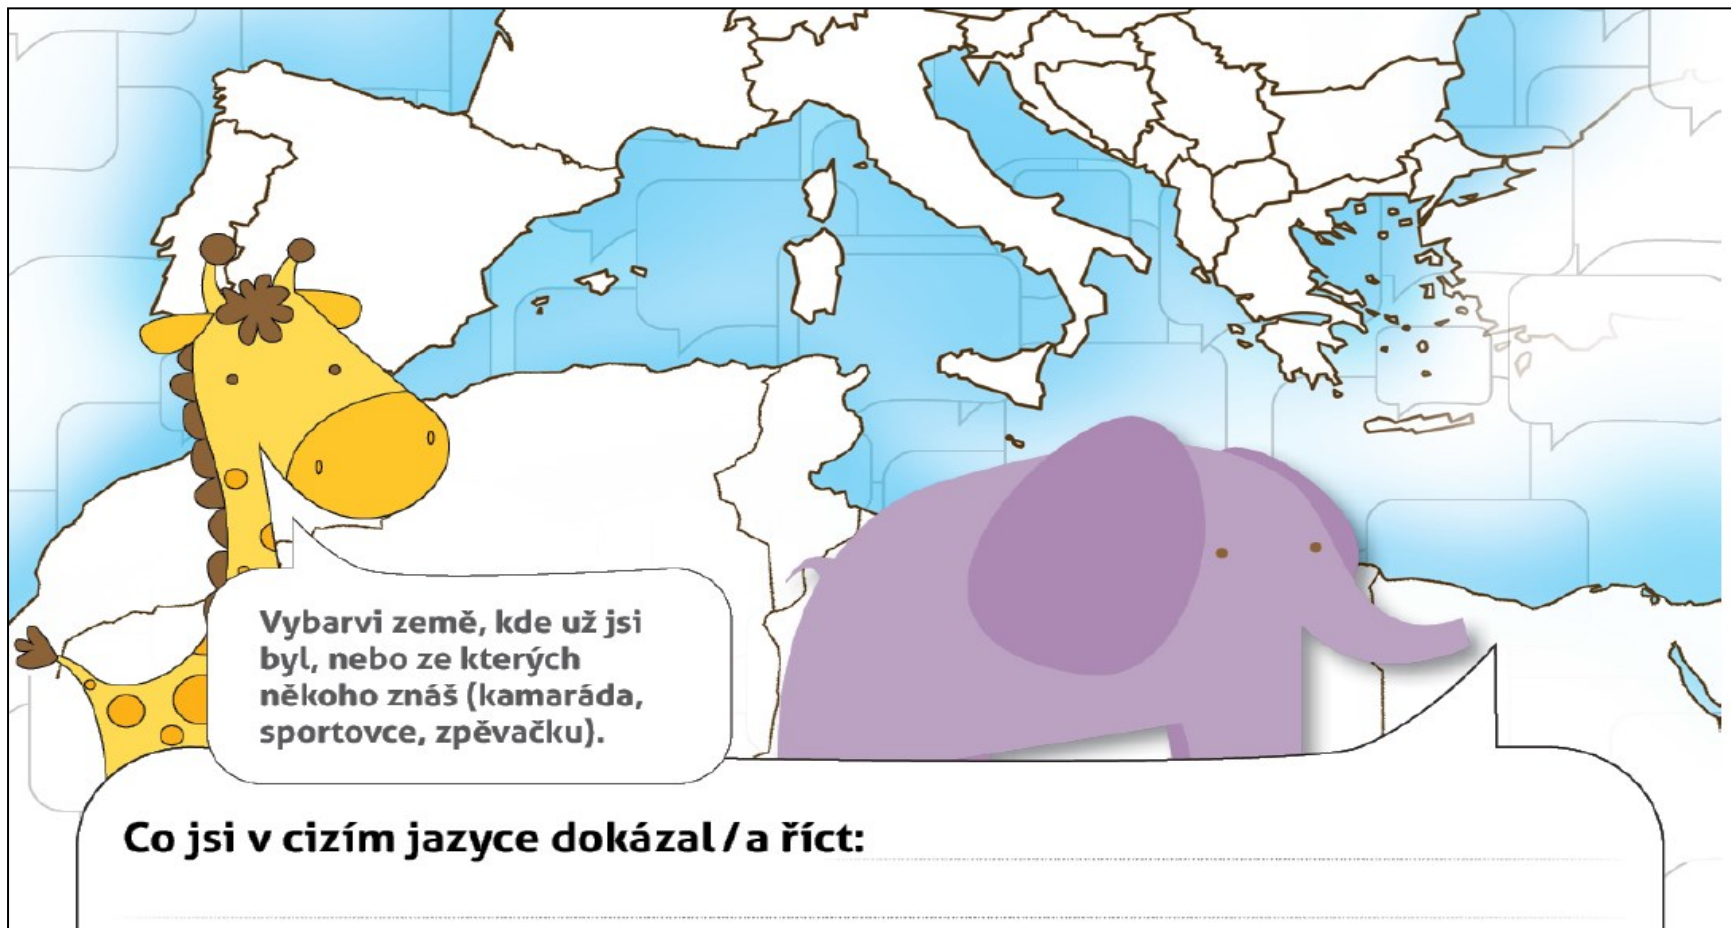 Vybarvi země, kde už jsi
byl, nebo ze kterých
někoho znáš (kamaráda,
sportovce, zpěvačku).
Co jsi v cizím jazyce dokázal/a říct: